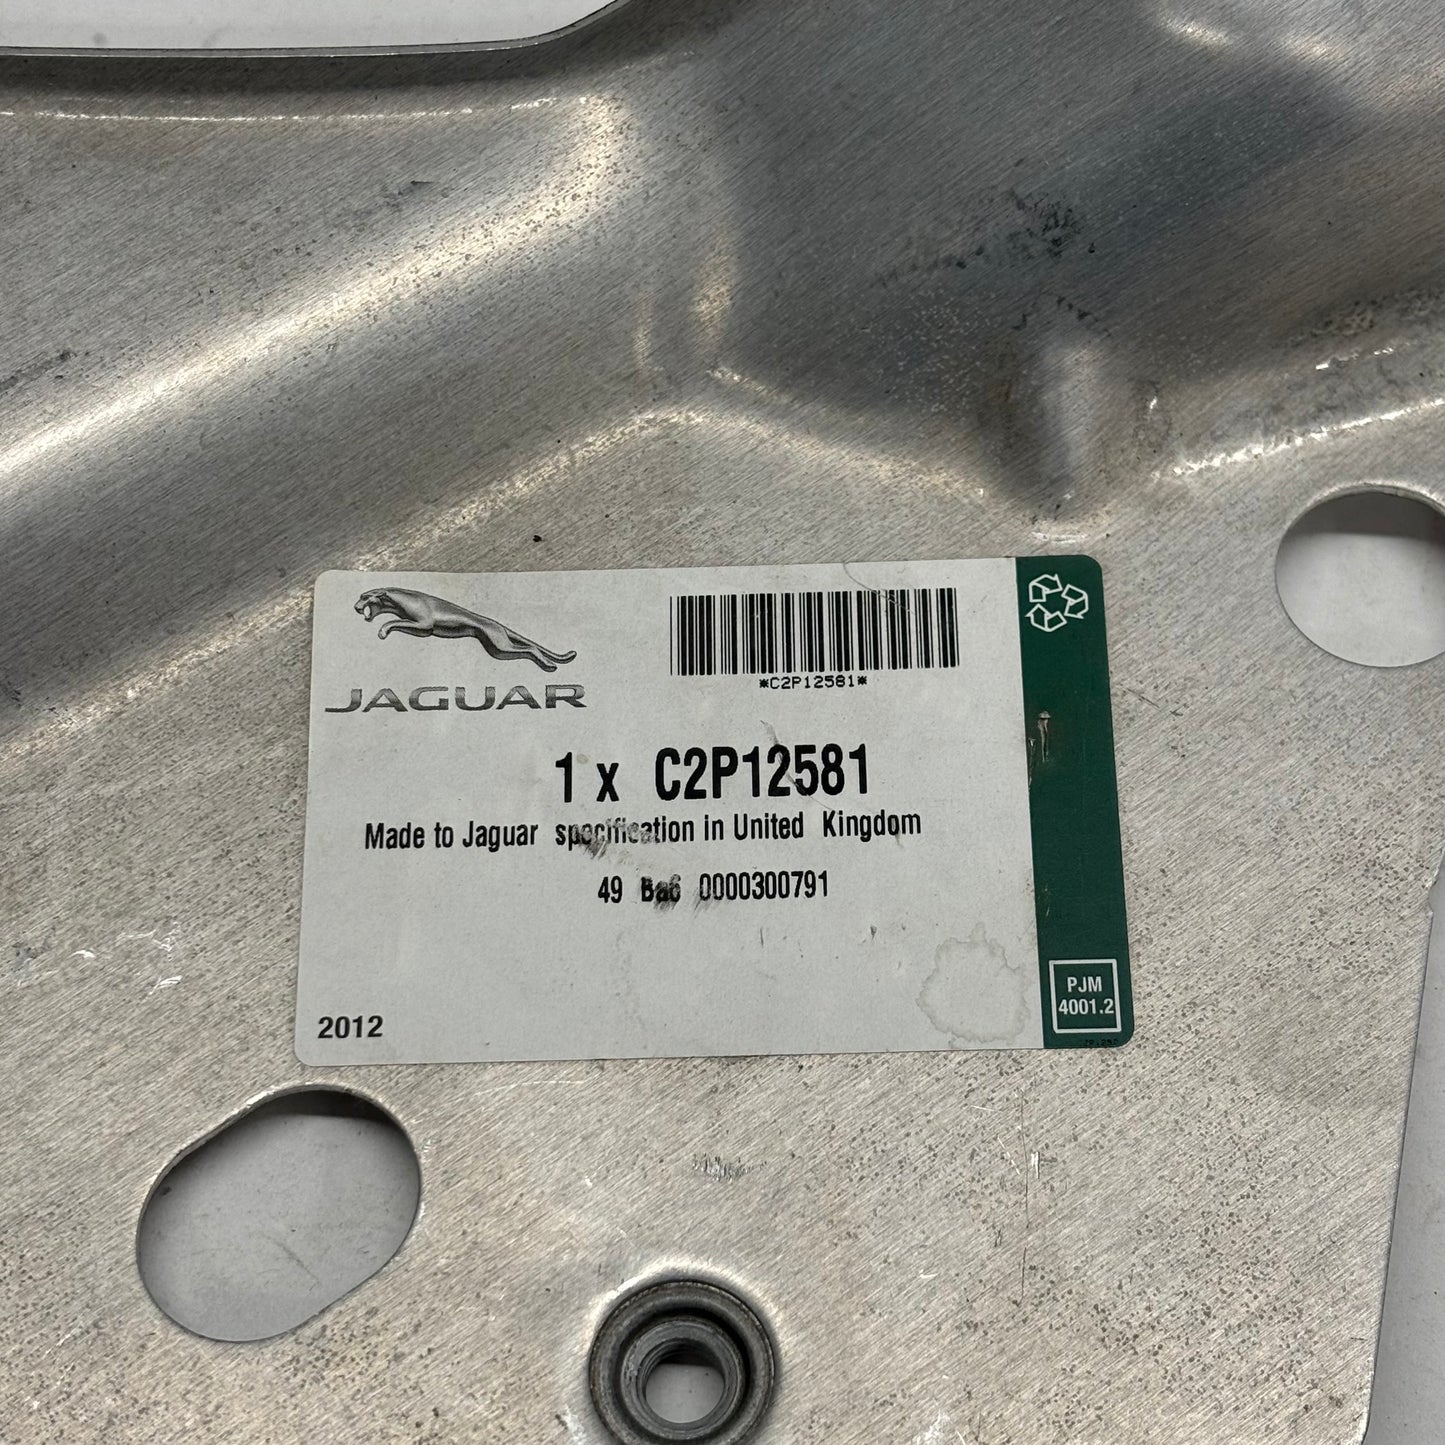 JAGUAR
*C2P12581*
1 x C2P12581
Made to Jaguar specification in United Kingdom
49 0000300791
2012
PJM
4001.2